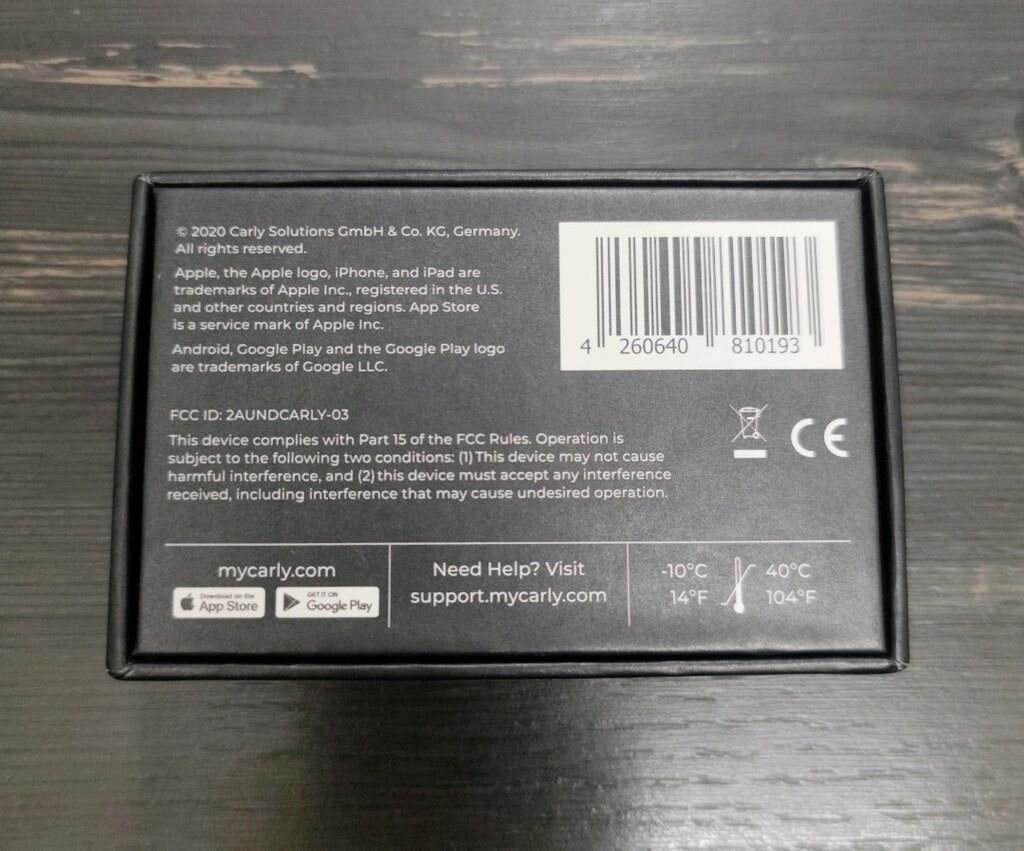 © 2020 Carly Solutions GmbH & Co. KG, Germany.
All rights reserved.
Apple, the Apple logo, iPhone, and iPad are
trademarks of Apple Inc., registered in the U.S.
and other countries and regions. App Store
is a service mark of Apple Inc.
Android, Google Play and the Google Play logo
are trademarks of Google LLC.
4 260640 810193
FCC ID: 2AUNDCARLY-03
This device complies with Part 15 of the FCC Rules. Operation is
subject to the following two conditions: (1) This device may not cause
harmful interference, and (2) this device must accept any interference
received, including interference that may cause undesired operation.
CE
mycarly.com
Download on the
App Store
GET IT ON
Google Play
Need Help? Visit
support.mycarly.com
-10°C 40°C
14°F 104°F